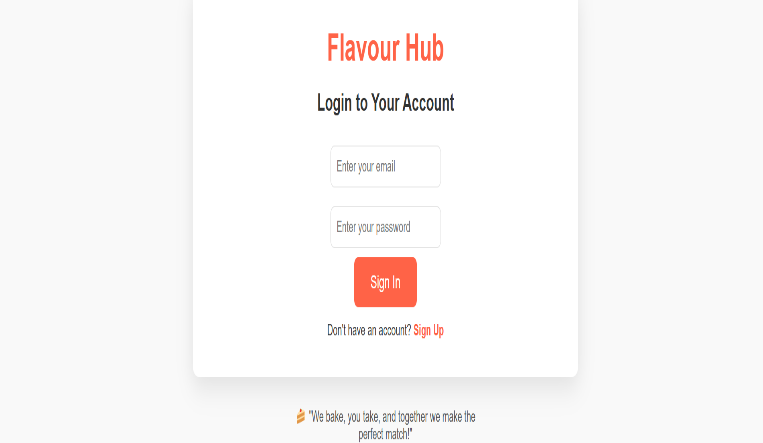 Flavour Hub
Login to Your Account
Enter your email
Enter your password
Sign In
Don't have an account? Sign Up
🍰 "We bake, you take, and together we make the
perfect match!"